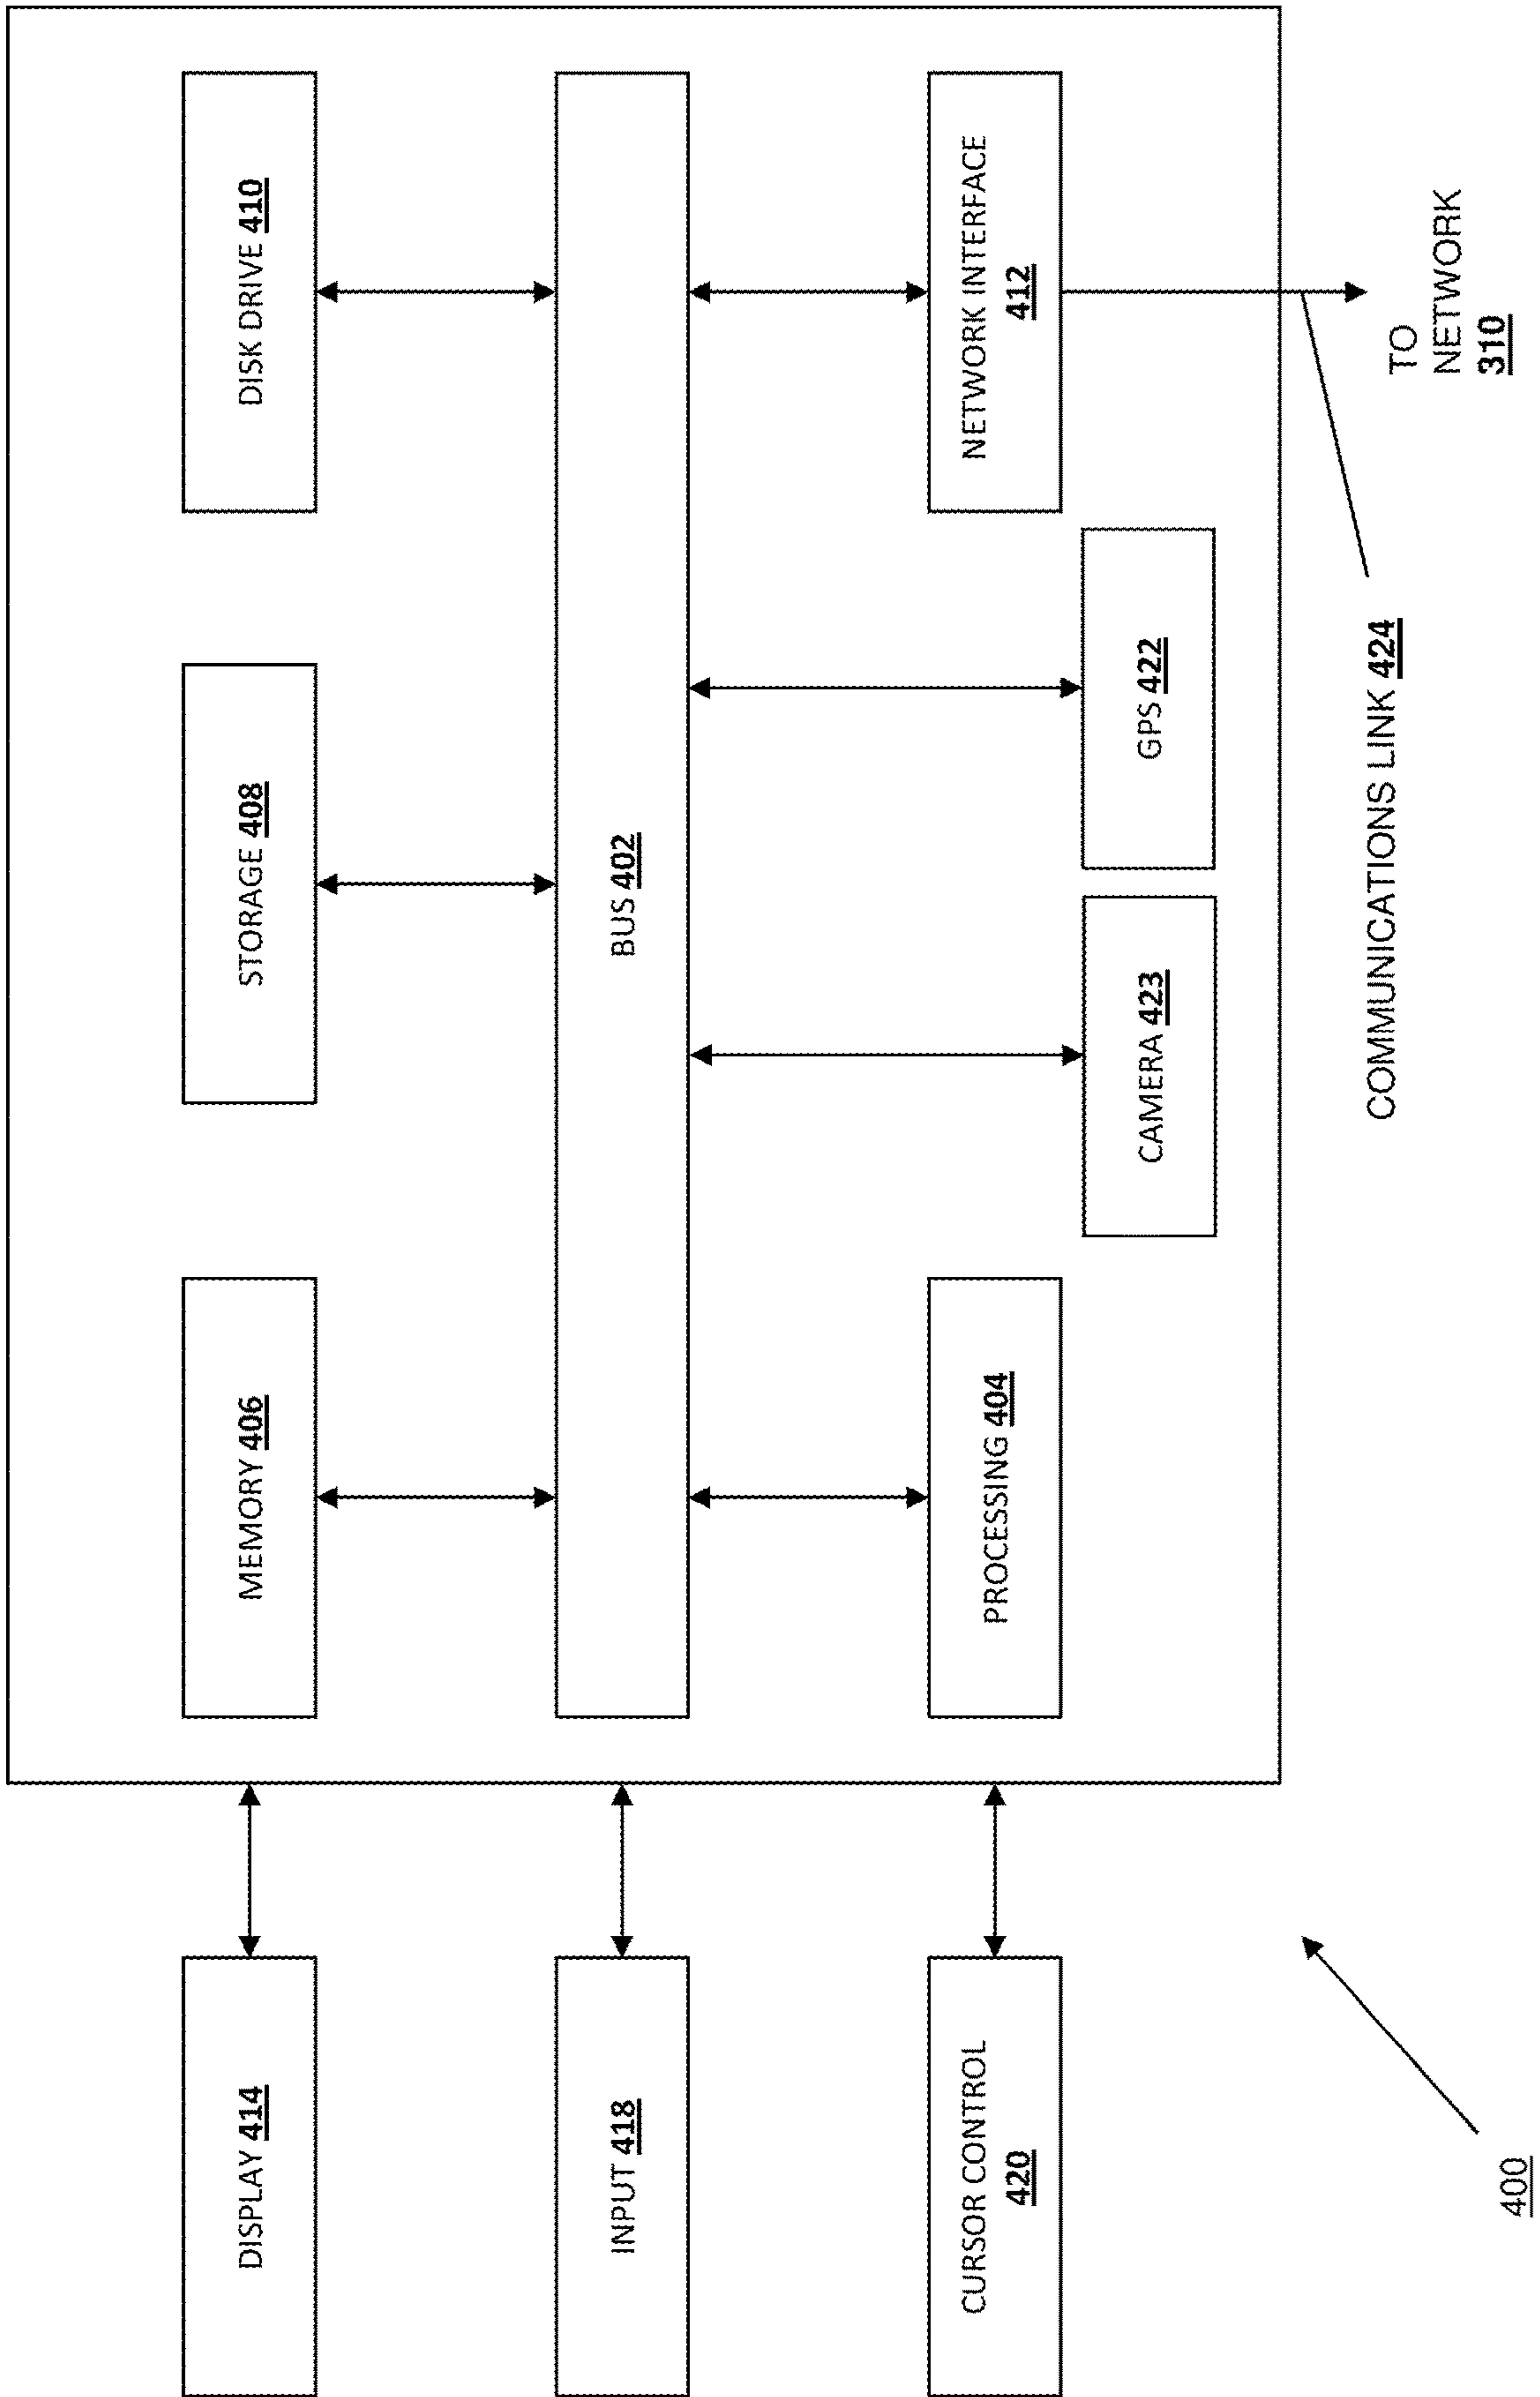 DISPLAY 414
MEMORY 406
STORAGE 408
DISK DRIVE 410
INPUT 418
BUS 402
CURSOR CONTROL
420
PROCESSING 404
NETWORK INTERFACE
412
CAMERA 423
GPS 422
COMMUNICATIONS LINK 424
TO
NETWORK
310
400